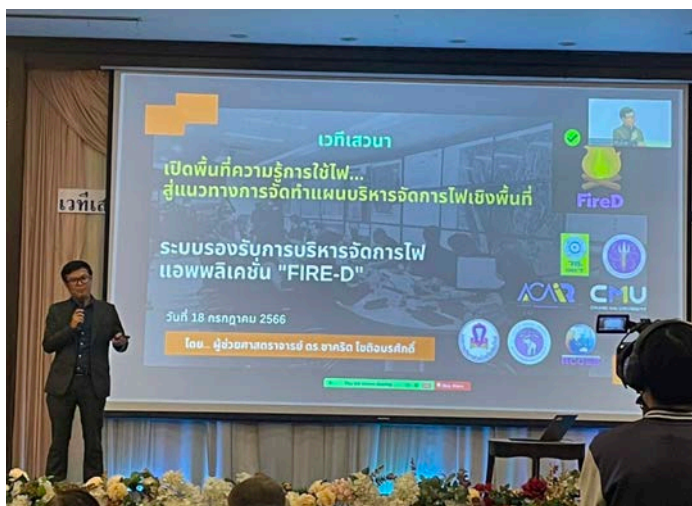 เวทีเสวนา
เปิดพื้นที่ความรู้การใช้ไฟ...
สู่แนวทางการจัดทำแผนบริหารจัดการไฟเชิงพื้นที่
FireD
ระบบรองรับการบริหารจัดการไฟ
แอพพลิเคชั่น "FIRE-D"
ACAiR CMU
วันที่ 18 กรกฎาคม 2566
โดย.. ผู้ช่วยศาสตราจารย์ ดร.ชาคริต โชติอมรศักดิ์